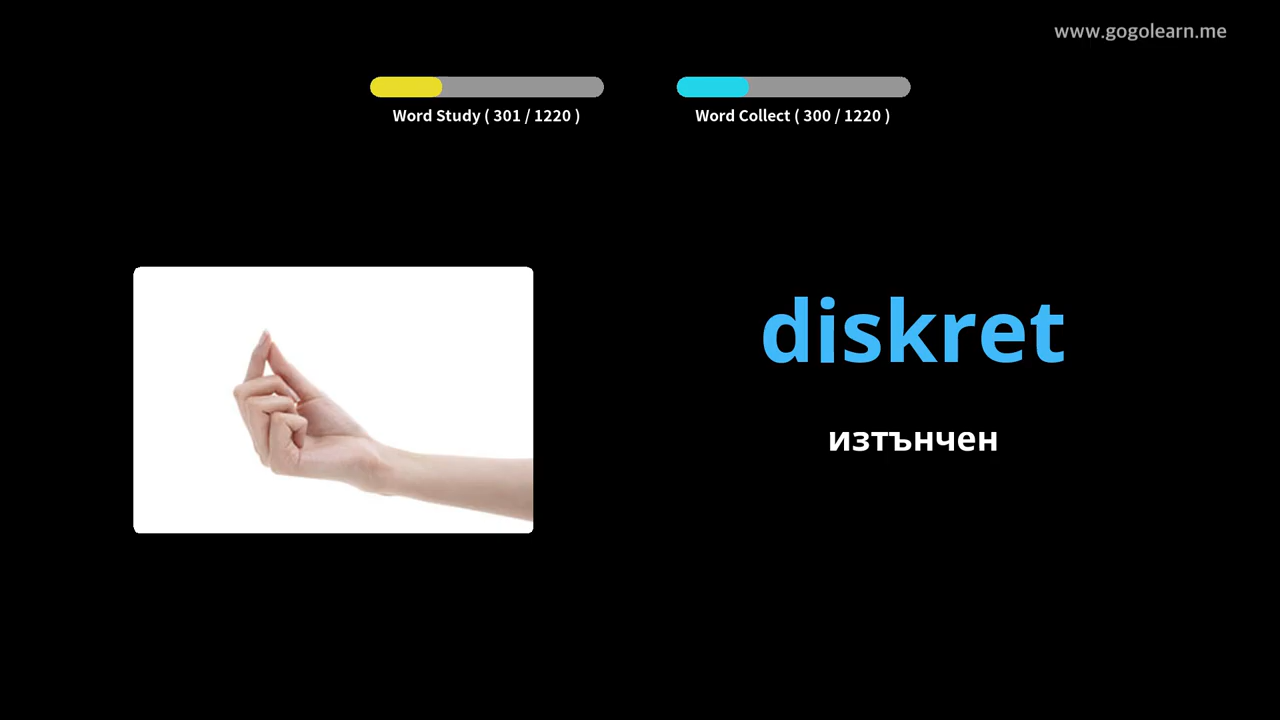 www.gogolearn.me
Word Study ( 301 / 1220 )
Word Collect ( 300 / 1220 )
diskret
изтънчен